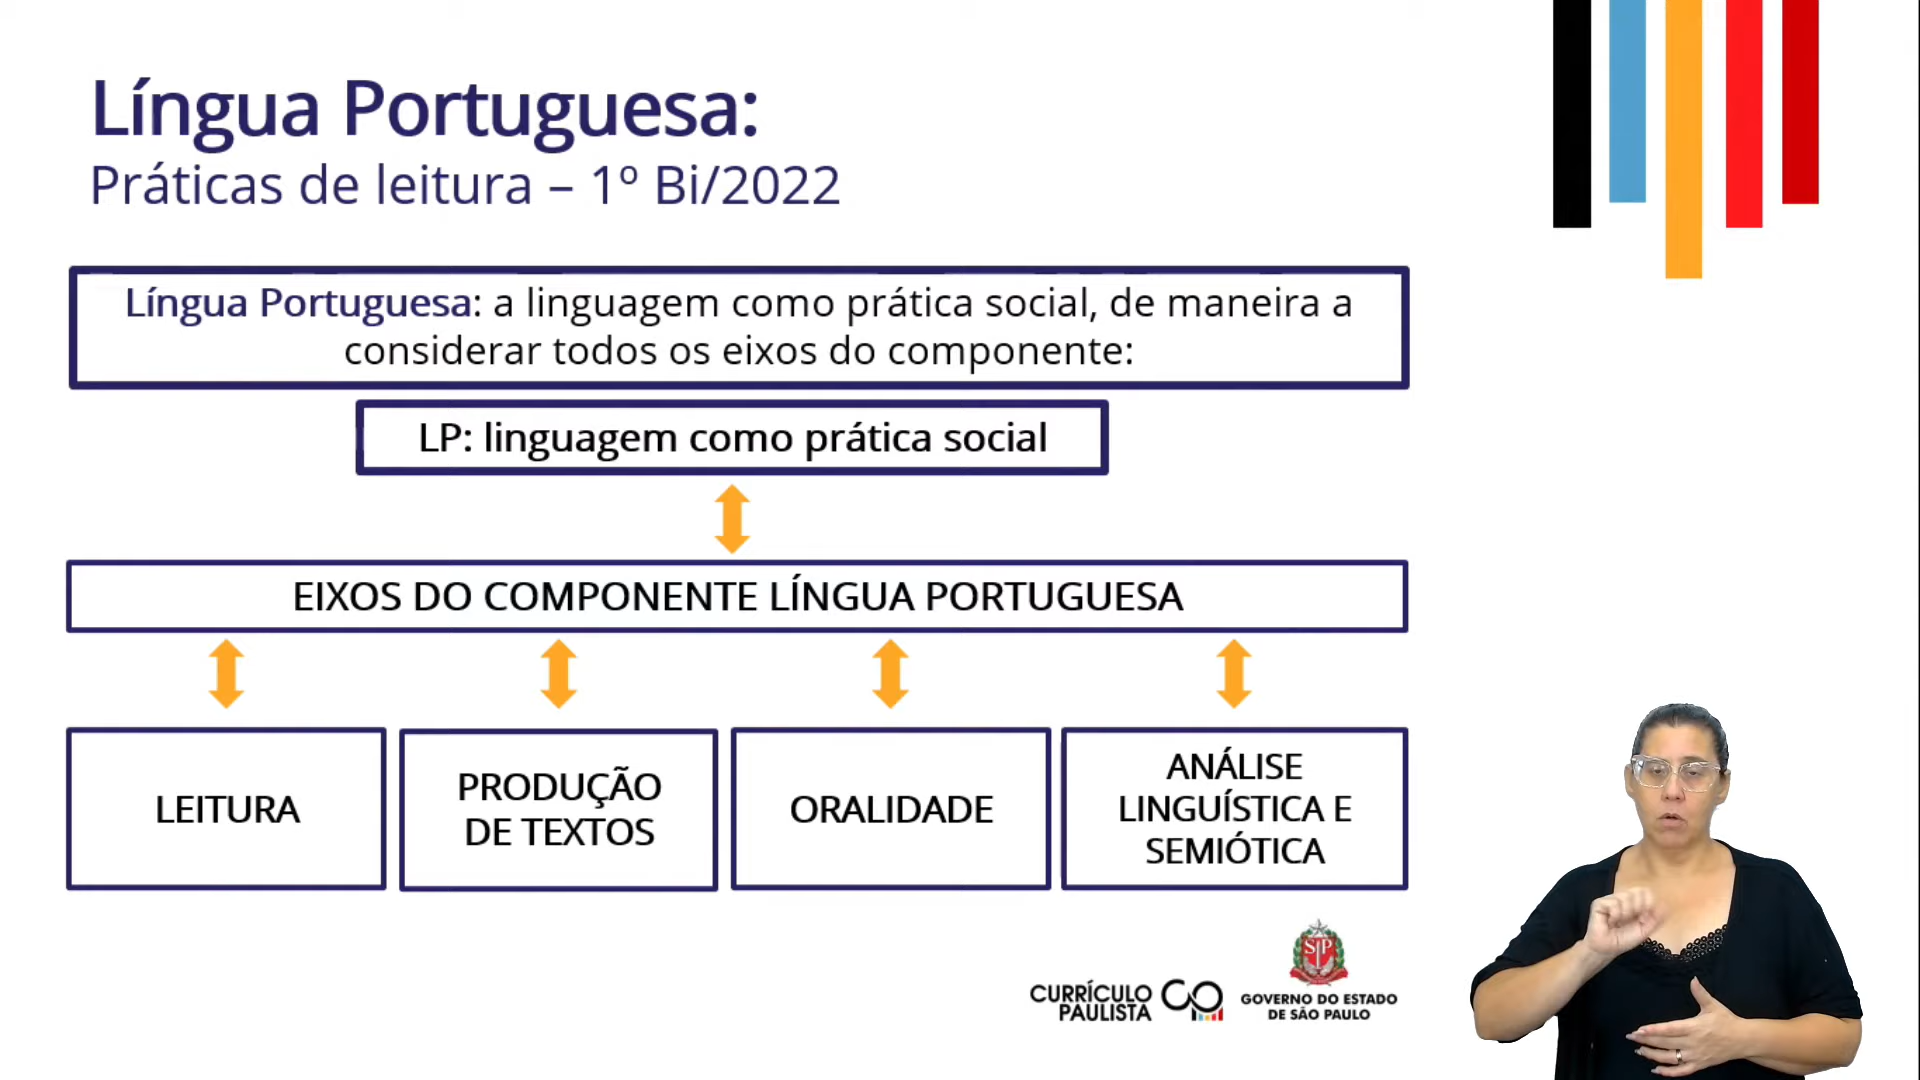 Língua Portuguesa:
Práticas de leitura – 1º Bi/2022
Língua Portuguesa: a linguagem como prática social, de maneira a
considerar todos os eixos do componente:
LP: linguagem como prática social
EIXOS DO COMPONENTE LÍNGUA PORTUGUESA
LEITURA
PRODUÇÃO
DE TEXTOS
ORALIDADE
ANÁLISE
LINGUÍSTICA E
SEMIÓTICA
CURRÍCULO
PAULISTA
SP
GOVERNO DO ESTADO
DE SÃO PAULO